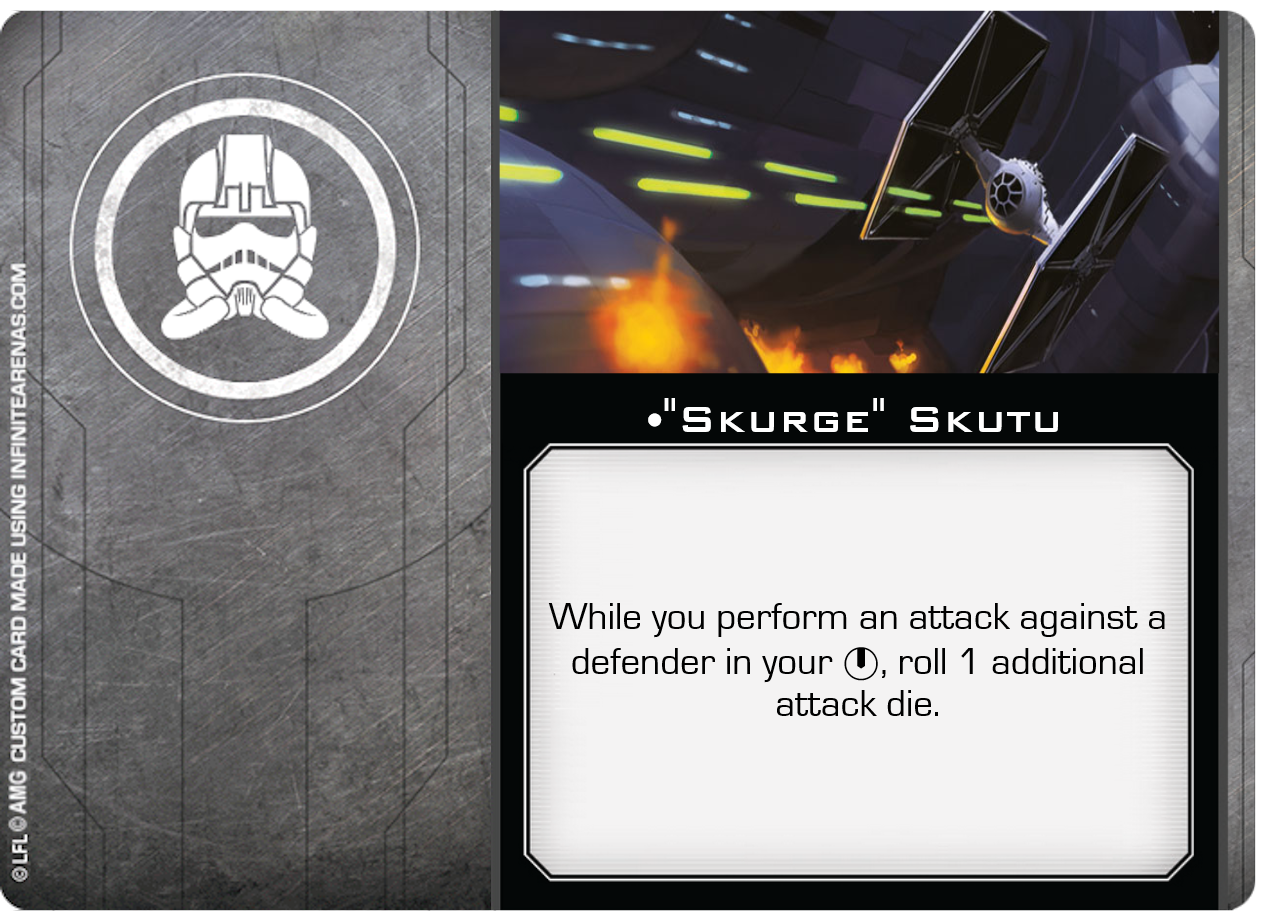 •"Skurge" Skutu
While you perform an attack against a
defender in your , roll 1 additional
attack die.
©LFL©AMG CUSTOM CARD MADE USING INFINITEARENAS.COM